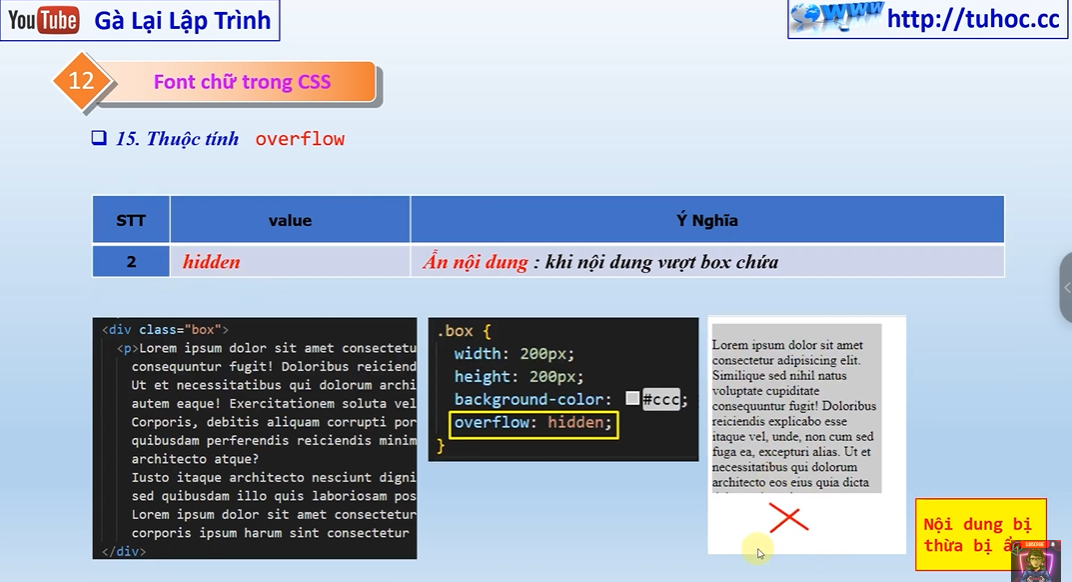 YouTube Gà Lại Lập Trình
WWW http://tuhoc.cc
12 Font chữ trong CSS
15. Thuộc tính overflow
STT value Ý Nghĩa
2 hidden Ẩn nội dung : khi nội dung vượt box chứa
<div class="box">
<p>Lorem ipsum dolor sit amet consectetu
consequuntur fugit! Doloribus reiciend
Ut et necessitatibus qui dolorum archi
autem eaque! Exercitationem soluta vel
Corporis, debitis aliquam corrupti por
quibusdam perferendis reiciendis minim
architecto atque?
Iusto itaque architecto nesciunt digni
sed quibusdam illo quis laboriosam pos
Lorem ipsum dolor sit amet consectetur
corporis ipsum harum sint consectetur
</div>
.box {
width: 200px;
height: 200px;
background-color: #ccc;
overflow: hidden;
}
Lorem ipsum dolor sit amet
consectetur adipisicing elit.
Similique sed nihil natus
voluptate cupiditate
consequuntur fugit! Doloribus
reiciendis explicabo esse
itaque vel, unde, non cum sed
fuga ea, excepturi alias. Ut et
necessitatibus qui dolorum
architecto eos eius quia dicta
Nội dung bị
thừa bị
SUBSCRIBE